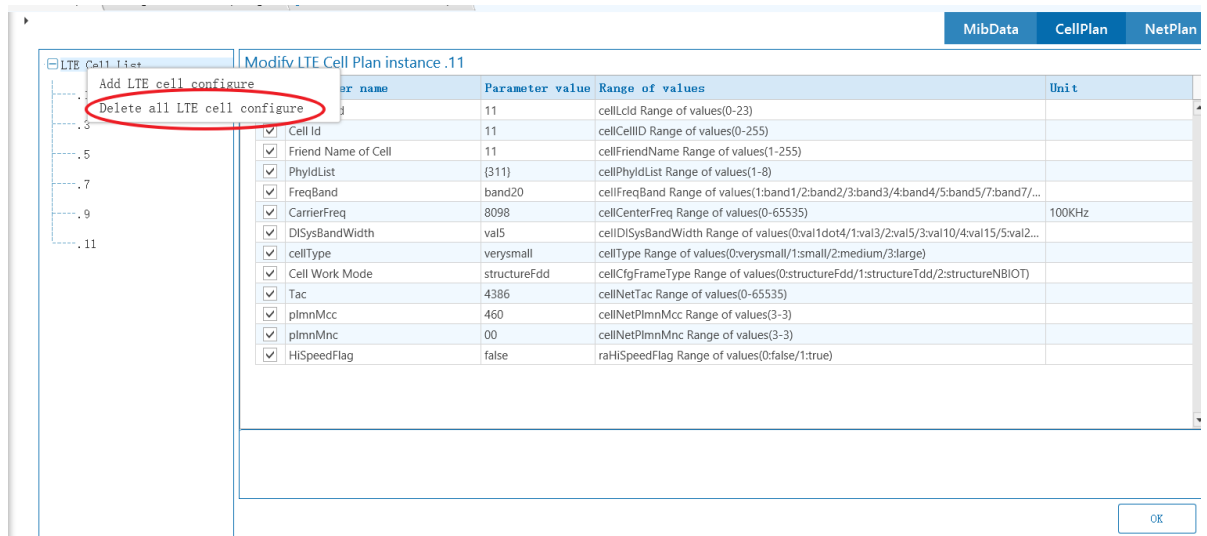 MibData CellPlan NetPlan
LTE Cell List
Add LTE cell configure
Delete all LTE cell configure
.3
.5
.7
.9
.11
Modify LTE Cell Plan instance .11
name Parameter value Range of values Unit
11 cellLcId Range of values(0-23)
Cell Id 11 cellCellID Range of values(0-255)
Friend Name of Cell 11 cellFriendName Range of values(1-255)
PhyIdList {311} cellPhyIdList Range of values(1-8)
FreqBand band20 cellFreqBand Range of values(1:band1/2:band2/3:band3/4:band4/5:band5/7:band7/...
CarrierFreq 8098 cellCenterFreq Range of values(0-65535) 100KHz
DlSysBandWidth val5 cellDlSysBandWidth Range of values(0:val1dot4/1:val3/2:val5/3:val10/4:val15/5:val2...
cellType verysmall cellType Range of values(0:verysmall/1:small/2:medium/3:large)
Cell Work Mode structureFdd cellCfgFrameType Range of values(0:structureFdd/1:structureTdd/2:structureNBIOT)
Tac 4386 cellNetTac Range of values(0-65535)
plmnMcc 460 cellNetPlmnMcc Range of values(3-3)
plmnMnc 00 cellNetPlmnMnc Range of values(3-3)
HiSpeedFlag false raHiSpeedFlag Range of values(0:false/1:true)
OK